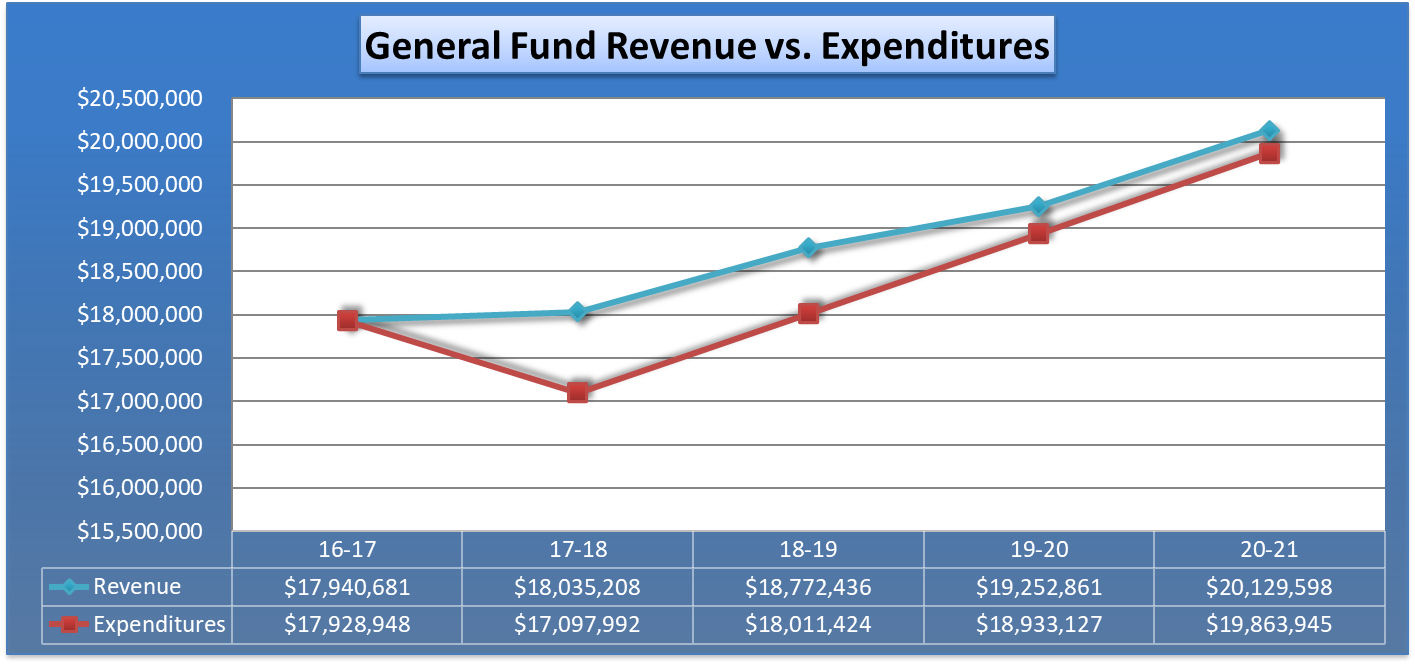 General Fund Revenue vs. Expenditures
$20,500,000
$20,000,000
$19,500,000
$19,000,000
$18,500,000
$18,000,000
$17,500,000
$17,000,000
$16,500,000
$16,000,000
$15,500,000
16-17 17-18 18-19 19-20 20-21
Revenue $17,940,681 $18,035,208 $18,772,436 $19,252,861 $20,129,598
Expenditures $17,928,948 $17,097,992 $18,011,424 $18,933,127 $19,863,945